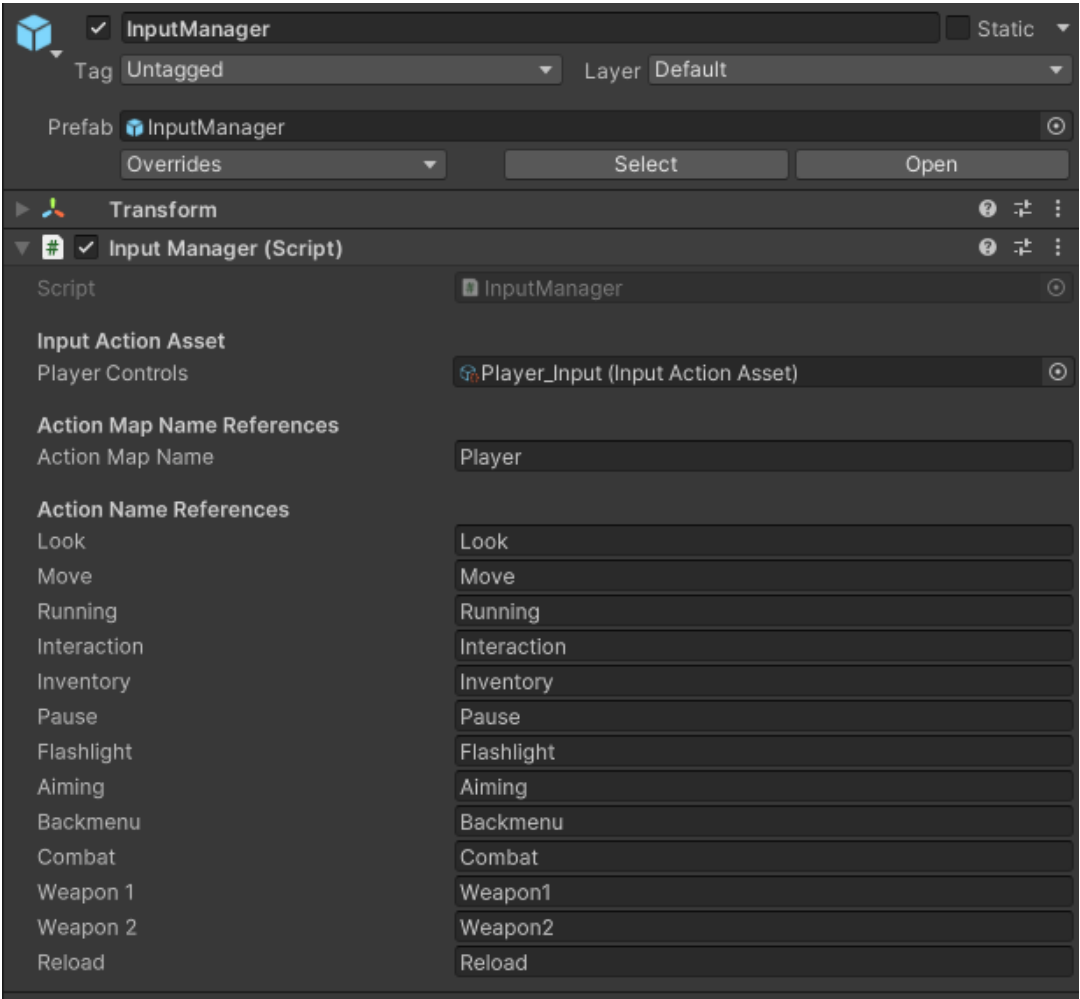 InputManager Static
Tag Untagged Layer Default
Prefab InputManager
Overrides Select Open
Transform
# Input Manager (Script)
Script # InputManager
Input Action Asset
Player Controls Player_Input (Input Action Asset)
Action Map Name References
Action Map Name Player
Action Name References
Look Look
Move Move
Running Running
Interaction Interaction
Inventory Inventory
Pause Pause
Flashlight Flashlight
Aiming Aiming
Backmenu Backmenu
Combat Combat
Weapon 1 Weapon1
Weapon 2 Weapon2
Reload Reload